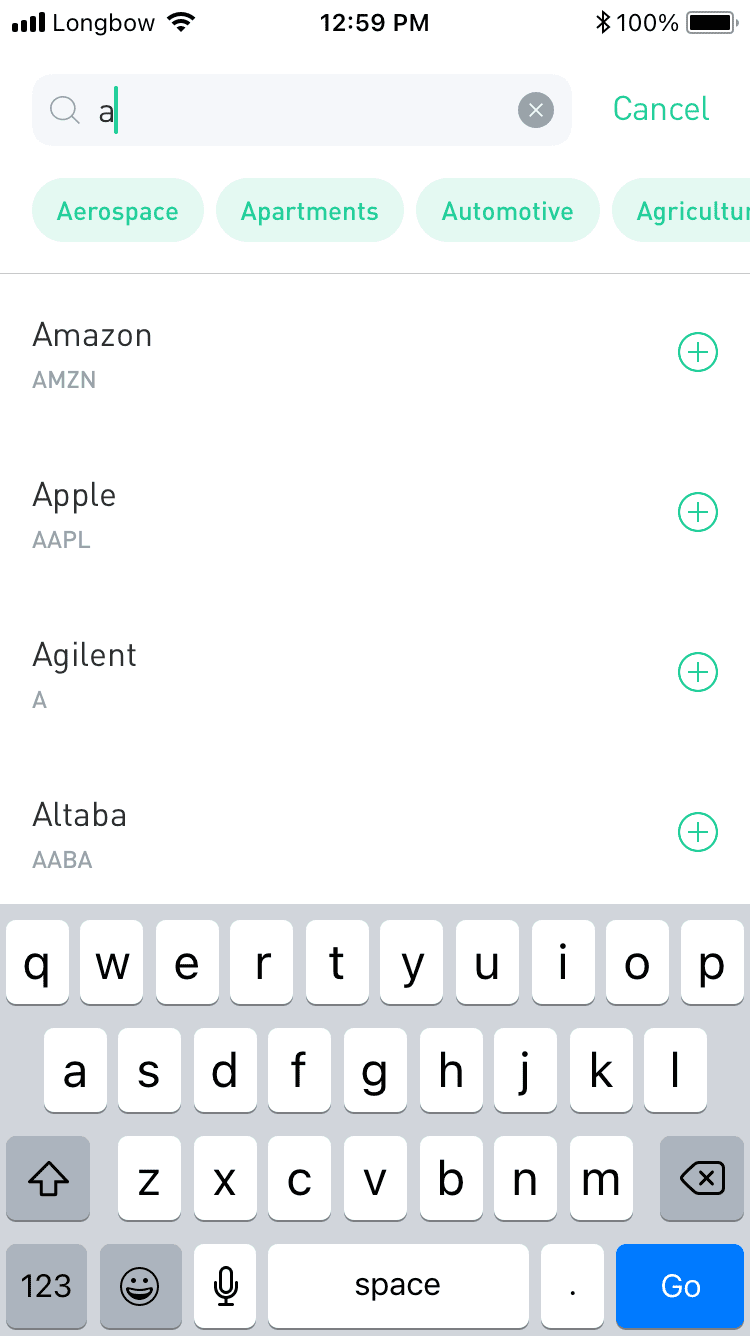 Longbow 12:59 PM 100%
a Cancel
Aerospace Apartments Automotive Agricultur
Amazon
AMZN
Apple
AAPL
Agilent
A
Altaba
AABA
q w e r t y u i o p
a s d f g h j k l
z x c v b n m
123 space . Go